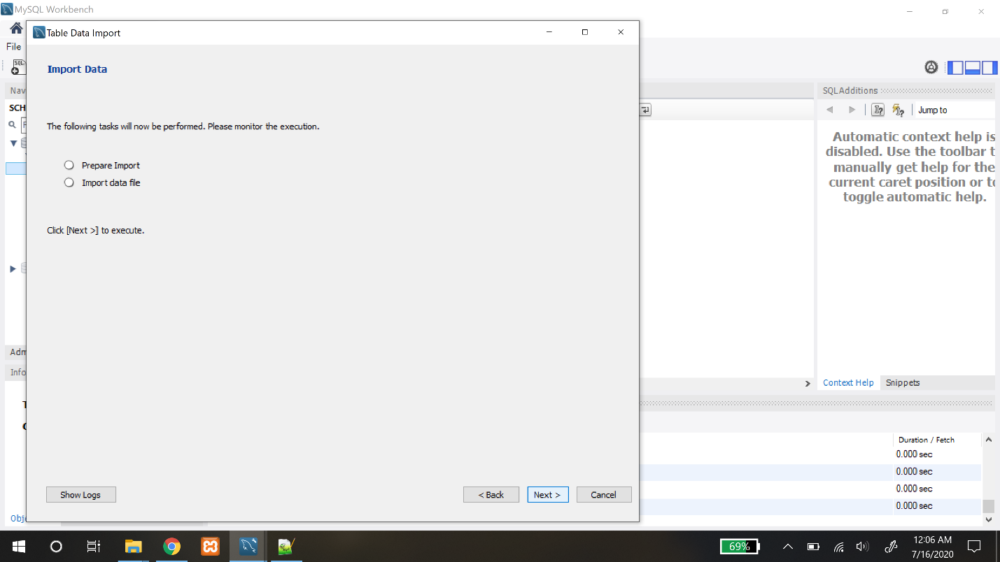 MySQL Workbench
Table Data Import
File
SQL
Import Data
Nav
SQLAdditions
SCH
Jump to
F
The following tasks will now be performed. Please monitor the execution.
Automatic context help is
disabled. Use the toolbar t
manually get help for the
current caret position or to
toggle automatic help.
Prepare Import
Import data file
Click [Next >] to execute.
Adm
Info
Context Help
Snippets
Duration / Fetch
0.000 sec
0.000 sec
0.000 sec
0.000 sec
Show Logs
< Back
Next >
Cancel
Obje
69%
12:06 AM
7/16/2020